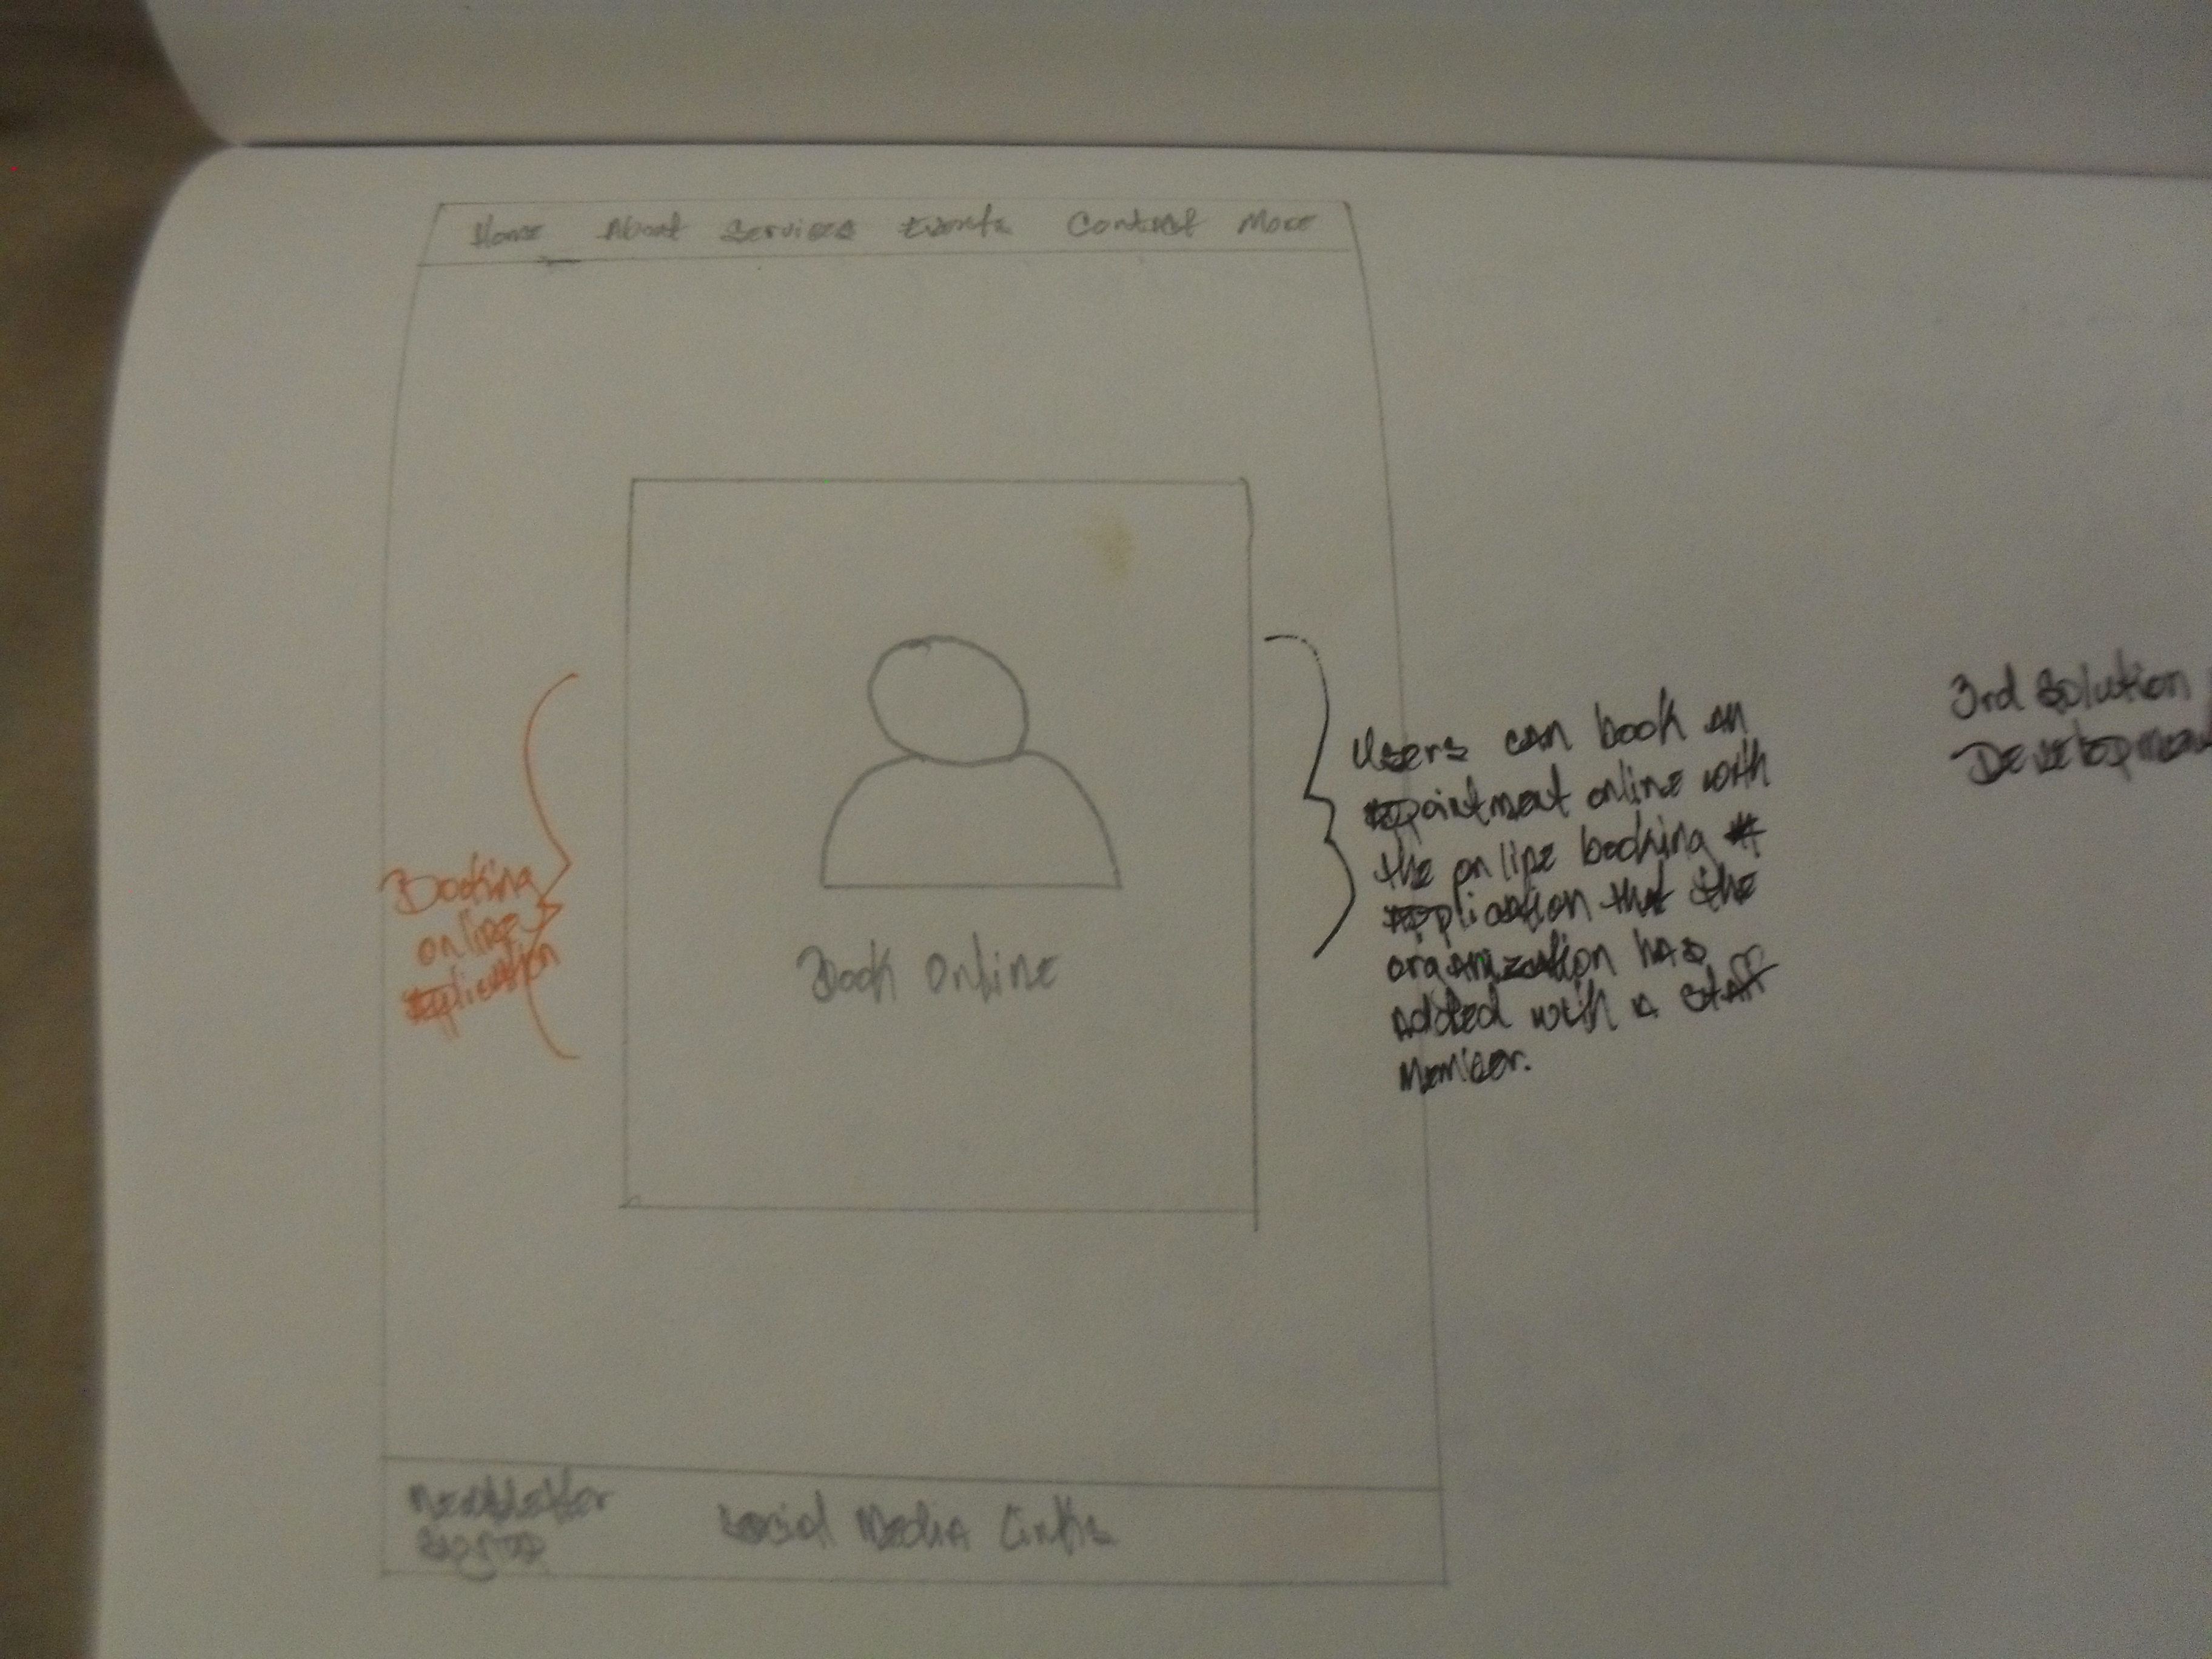 Home About Services Events Contact More
Booking
online
application
Book Online
Users can book an
appointment online with
the online booking
application that the
organization has
added with a staff
member.
3rd Solution
Development
Newsletter
Signup
Social Media Links